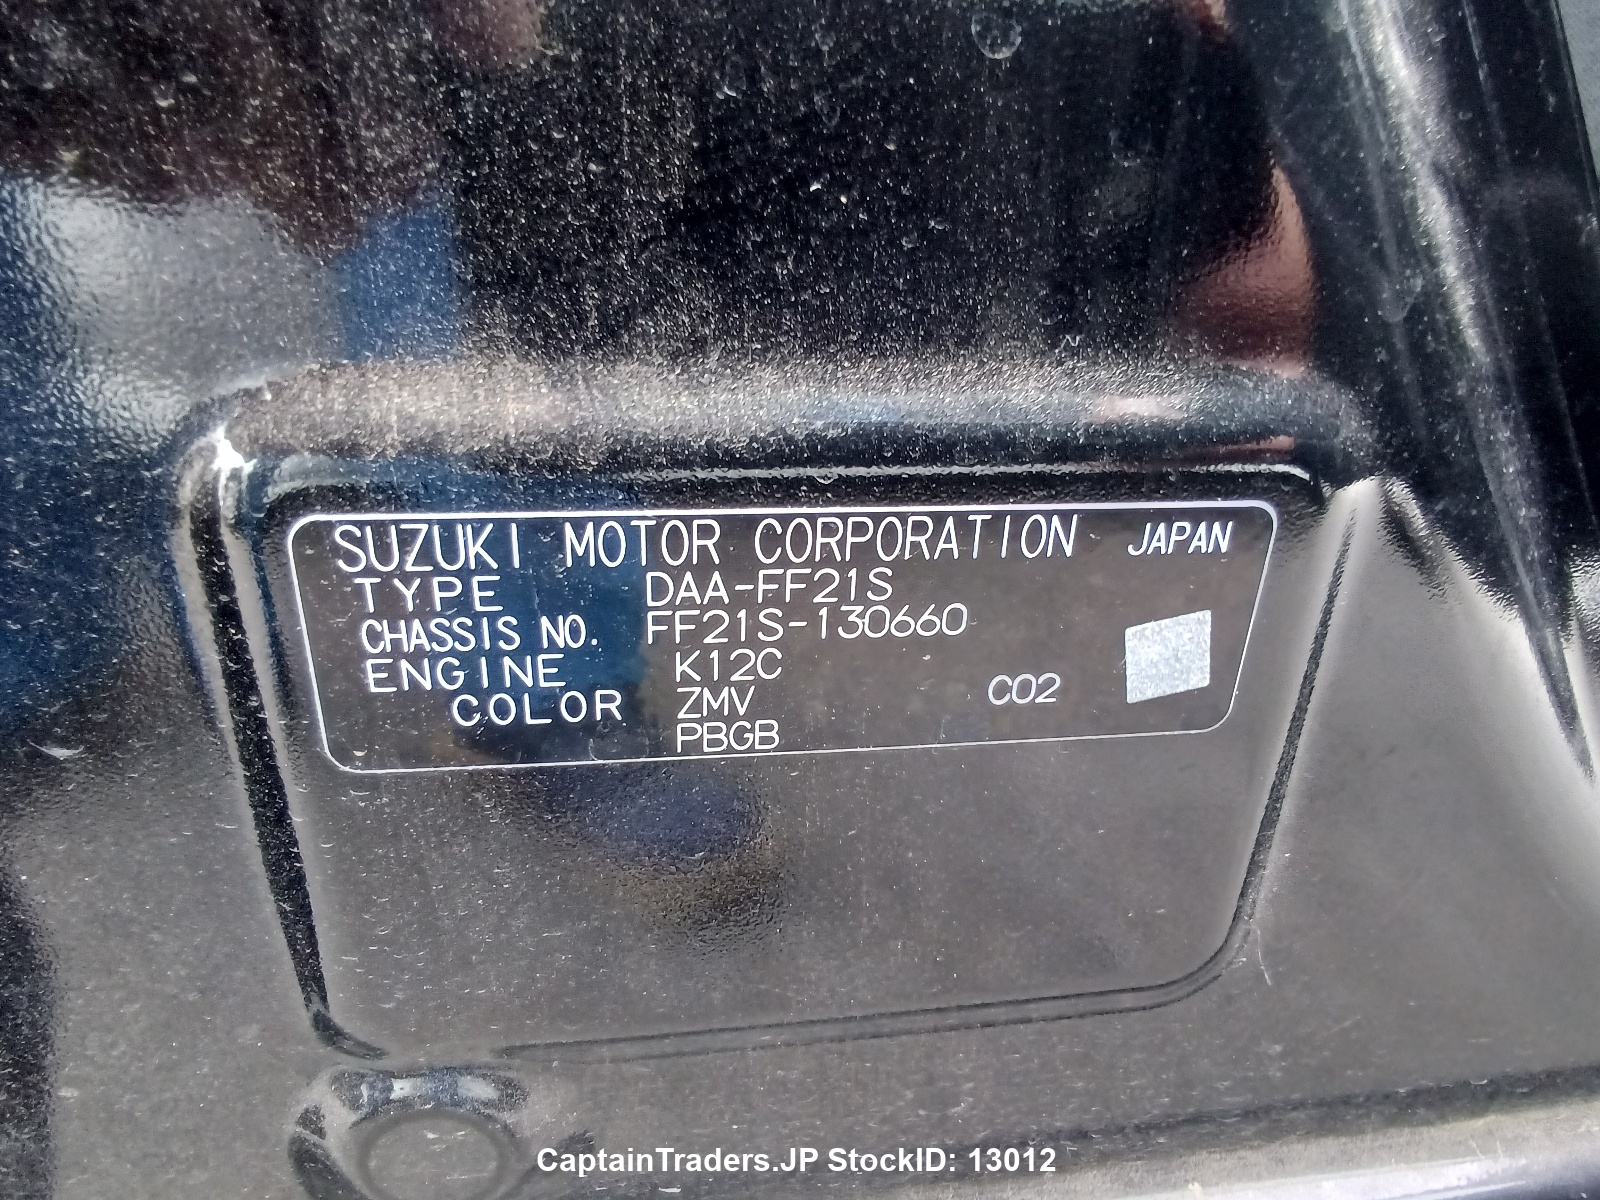 SUZUKI MOTOR CORPORATION JAPAN
TYPE DAA-FF21S
CHASSIS NO. FF21S-130660
ENGINE K12C
COLOR ZMV CO2
PBGB
CaptainTraders.JP StockID: 13012